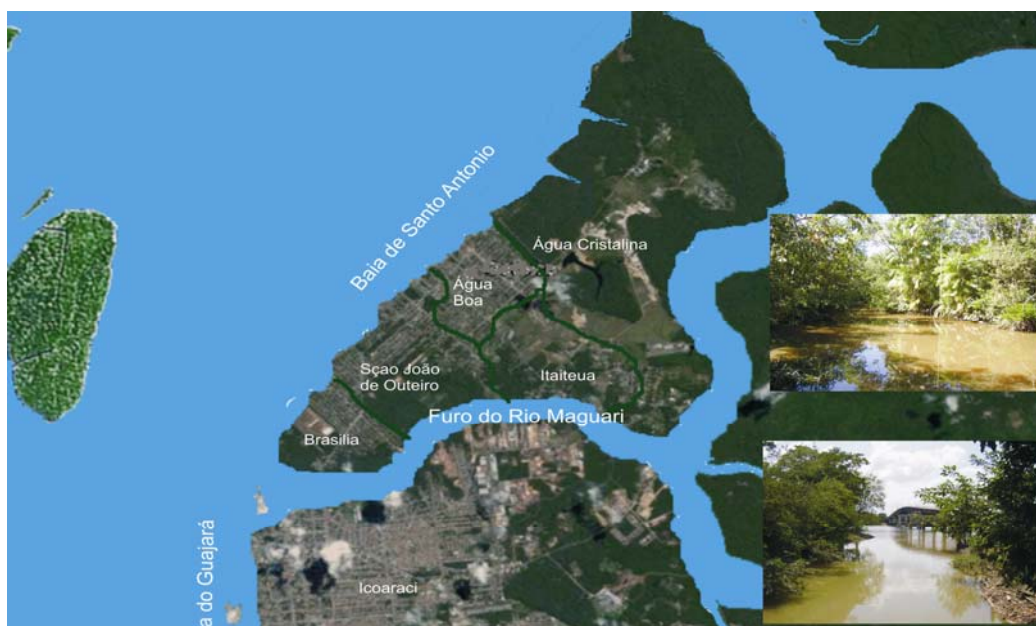 Baia de Santo Antonio
Água Cristalina
Água
Boa
Sçao João
de Outeiro
Itaiteua
Furo do Rio Maguari
Brasilia
a do Guajará
Icoaraci